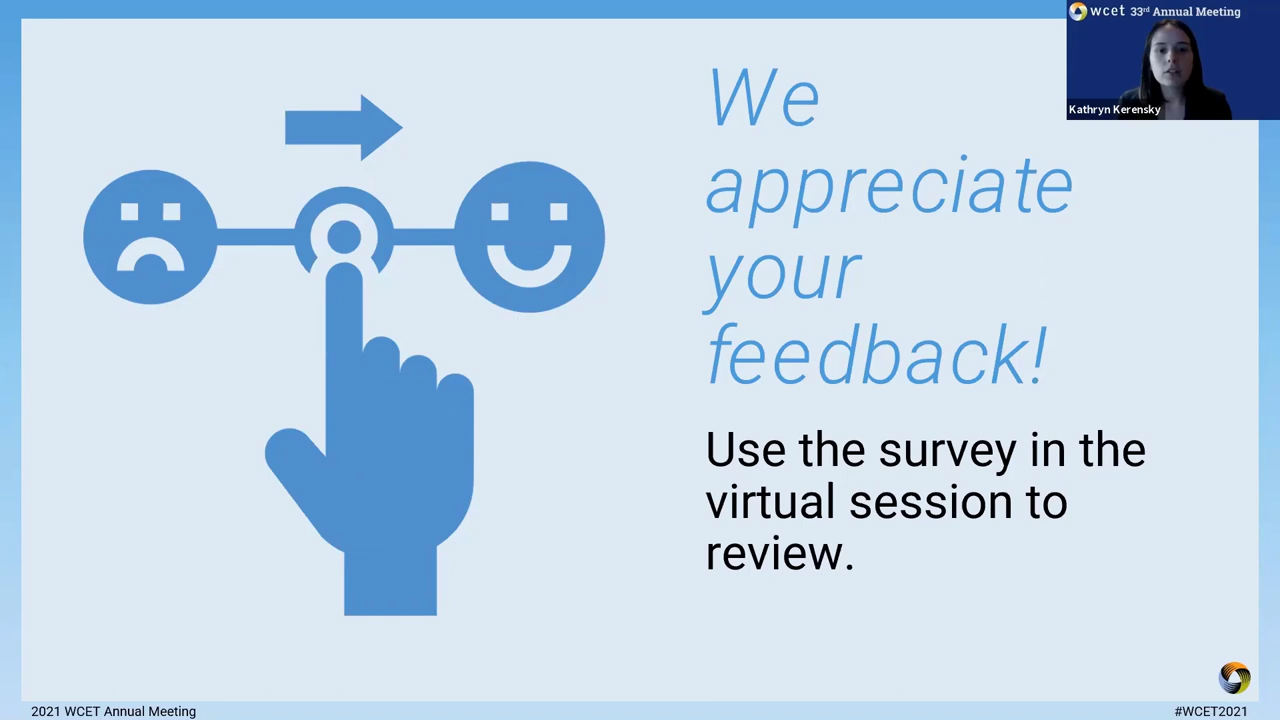 wcet 33rd Annual Meeting
Kathryn Kerensky
We
appreciate
your
feedback!
Use the survey in the
virtual session to
review.
2021 WCET Annual Meeting
#WCET2021